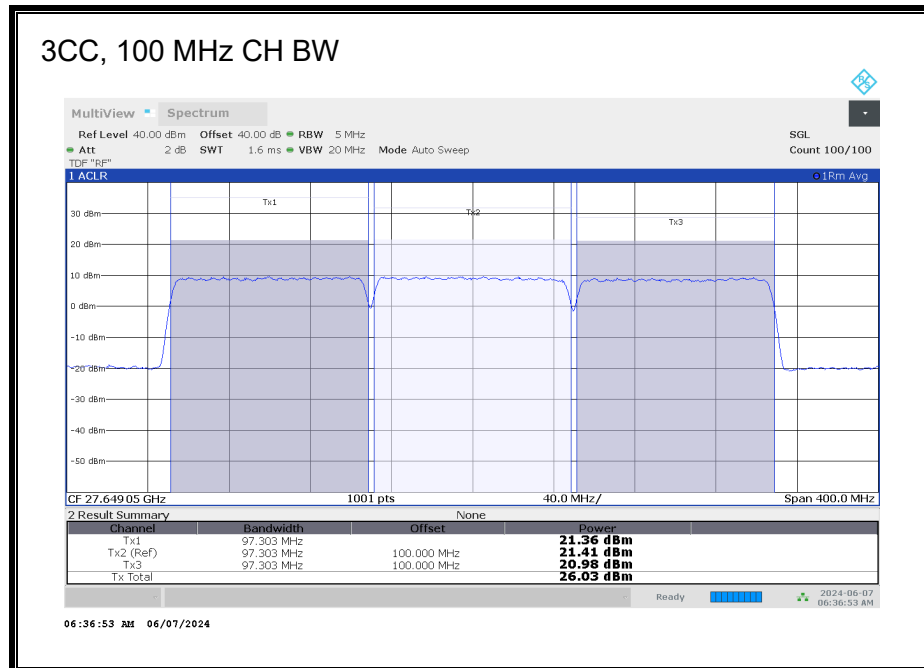 3CC, 100 MHz CH BW
R S
MultiView Spectrum
Ref Level 40.00 dBm Offset 40.00 dB RBW 5 MHz SGL
Att 2 dB SWT 1.6 ms VBW 20 MHz Mode Auto Sweep Count 100/100
TDF "RF"
1 ACLR 1Rm Avg
Tx1
Tx2
Tx3
30 dBm
20 dBm
10 dBm
0 dBm
-10 dBm
-20 dBm
-30 dBm
-40 dBm
-50 dBm
CF 27.64905 GHz 1001 pts 40.0 MHz/ Span 400.0 MHz
2 Result Summary None
Channel Bandwidth Offset Power
Tx1 97.303 MHz 21.36 dBm
Tx2 (Ref) 97.303 MHz 100.000 MHz 21.41 dBm
Tx3 97.303 MHz 100.000 MHz 20.98 dBm
Tx Total 26.03 dBm
Ready 2024-06-07
06:36:53 AM
06:36:53 AM 06/07/2024